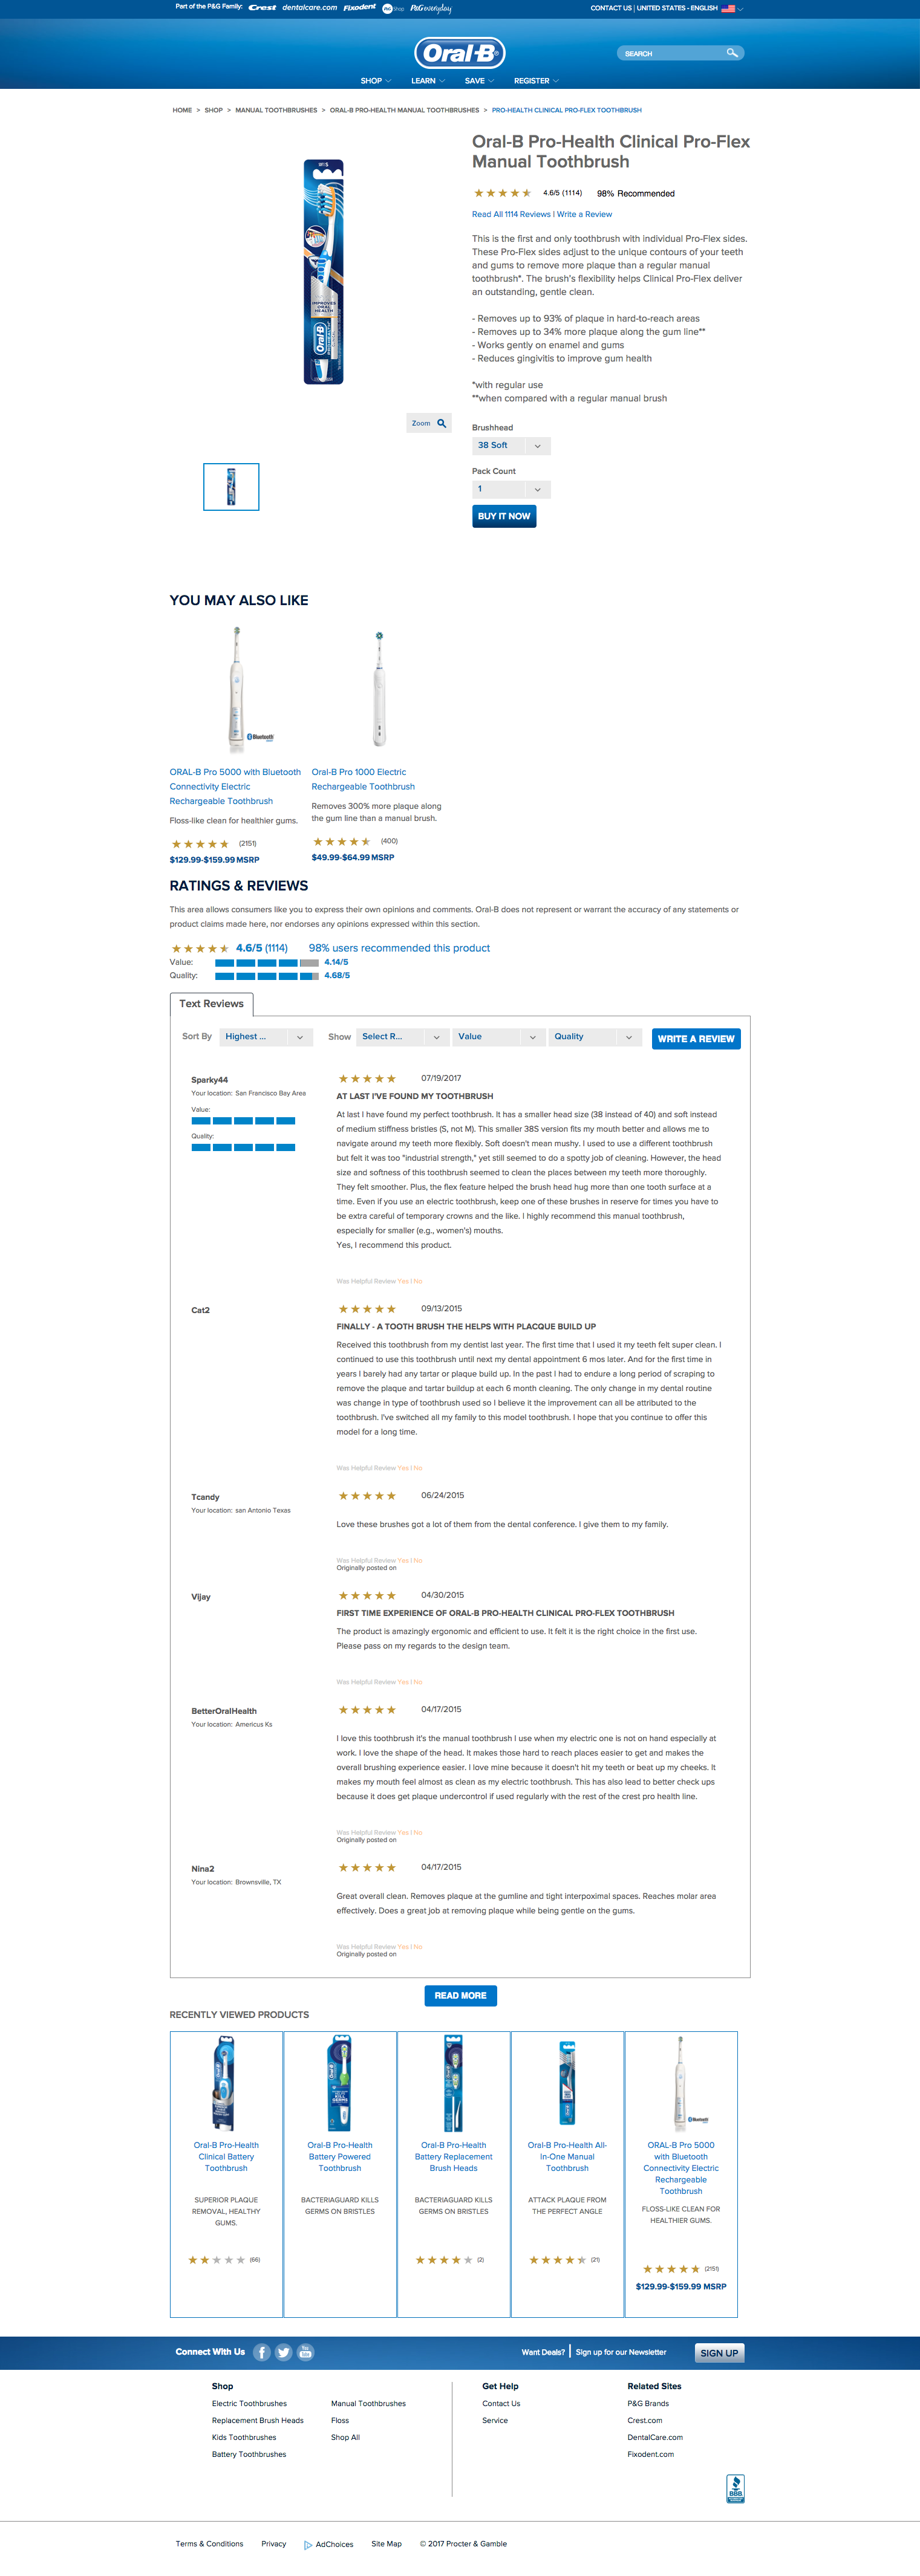 Part of the P&G Family: Crest dentalcare.com Fixodent P&G Shop P&G everyday
CONTACT US | UNITED STATES - ENGLISH
Oral-B
SEARCH
SHOP LEARN SAVE REGISTER
HOME > SHOP > MANUAL TOOTHBRUSHES > ORAL-B PRO-HEALTH MANUAL TOOTHBRUSHES > PRO-HEALTH CLINICAL PRO-FLEX TOOTHBRUSH
Oral-B Pro-Health Clinical Pro-Flex
Manual Toothbrush
4.6/5 (1114) 98% Recommended
Read All 1114 Reviews | Write a Review
This is the first and only toothbrush with individual Pro-Flex sides.
These Pro-Flex sides adjust to the unique contours of your teeth
and gums to remove more plaque than a regular manual
toothbrush*. The brush's flexibility helps Clinical Pro-Flex deliver
an outstanding, gentle clean.
- Removes up to 93% of plaque in hard-to-reach areas
- Removes up to 34% more plaque along the gum line**
- Works gently on enamel and gums
- Reduces gingivitis to improve gum health
*with regular use
**when compared with a regular manual brush
IMPROVES
ORAL
HEALTH
Oral-B
Zoom
Brushhead
38 Soft
Pack Count
1
BUY IT NOW
YOU MAY ALSO LIKE
Bluetooth
ORAL-B Pro 5000 with Bluetooth
Connectivity Electric
Rechargeable Toothbrush
Floss-like clean for healthier gums.
(2151)
$129.99-$159.99 MSRP
Oral-B Pro 1000 Electric
Rechargeable Toothbrush
Removes 300% more plaque along
the gum line than a manual brush.
(400)
$49.99-$64.99 MSRP
RATINGS & REVIEWS
This area allows consumers like you to express their own opinions and comments. Oral-B does not represent or warrant the accuracy of any statements or
product claims made here, nor endorses any opinions expressed within this section.
4.6/5 (1114) 98% users recommended this product
Value: 4.14/5
Quality: 4.68/5
Text Reviews
Sort By Highest ... Show Select R... Value Quality WRITE A REVIEW
Sparky44
Your location: San Francisco Bay Area
Value:
Quality:
07/19/2017
AT LAST I'VE FOUND MY TOOTHBRUSH
At last I have found my perfect toothbrush. It has a smaller head size (38 instead of 40) and soft instead
of medium stiffness bristles (S, not M). This smaller 38S version fits my mouth better and allows me to
navigate around my teeth more flexibly. Soft doesn't mean mushy. I used to use a different toothbrush
but felt it was too "industrial strength," yet still seemed to do a spotty job of cleaning. However, the head
size and softness of this toothbrush seemed to clean the places between my teeth more thoroughly.
They felt smoother. Plus, the flex feature helped the brush head hug more than one tooth surface at a
time. Even if you use an electric toothbrush, keep one of these brushes in reserve for times you have to
be extra careful of temporary crowns and the like. I highly recommend this manual toothbrush,
especially for smaller (e.g., women's) mouths.
Yes, I recommend this product.
Was Helpful Review Yes | No
Cat2
09/13/2015
FINALLY - A TOOTH BRUSH THE HELPS WITH PLACQUE BUILD UP
Received this toothbrush from my dentist last year. The first time that I used it my teeth felt super clean. I
continued to use this toothbrush until next my dental appointment 6 mos later. And for the first time in
years I barely had any tartar or plaque build up. In the past I had to endure a long period of scraping to
remove the plaque and tartar buildup at each 6 month cleaning. The only change in my dental routine
was change in type of toothbrush used so I believe it the improvement can all be attributed to the
toothbrush. I've switched all my family to this model toothbrush. I hope that you continue to offer this
model for a long time.
Was Helpful Review Yes | No
Tcandy
Your location: san Antonio Texas
06/24/2015
Love these brushes got a lot of them from the dental conference. I give them to my family.
Was Helpful Review Yes | No
Originally posted on
Vijay
04/30/2015
FIRST TIME EXPERIENCE OF ORAL-B PRO-HEALTH CLINICAL PRO-FLEX TOOTHBRUSH
The product is amazingly ergonomic and efficient to use. It felt it is the right choice in the first use.
Please pass on my regards to the design team.
Was Helpful Review Yes | No
BetterOralHealth
Your location: Americus Ks
04/17/2015
I love this toothbrush it's the manual toothbrush I use when my electric one is not on hand especially at
work. I love the shape of the head. It makes those hard to reach places easier to get and makes the
overall brushing experience easier. I love mine because it doesn't hit my teeth or beat up my cheeks. It
makes my mouth feel almost as clean as my electric toothbrush. This has also lead to better check ups
because it does get plaque undercontrol if used regularly with the rest of the crest pro health line.
Was Helpful Review Yes | No
Originally posted on
Nina2
Your location: Brownsville, TX
04/17/2015
Great overall clean. Removes plaque at the gumline and tight interpoximal spaces. Reaches molar area
effectively. Does a great job at removing plaque while being gentle on the gums.
Was Helpful Review Yes | No
Originally posted on
READ MORE
RECENTLY VIEWED PRODUCTS
Oral-B Pro-Health
Clinical Battery
Toothbrush
SUPERIOR PLAQUE
REMOVAL, HEALTHY
GUMS.
(66)
Oral-B Pro-Health
Battery Powered
Toothbrush
BACTERIAGUARD KILLS
GERMS ON BRISTLES
Oral-B Pro-Health
Battery Replacement
Brush Heads
BACTERIAGUARD KILLS
GERMS ON BRISTLES
(2)
Oral-B Pro-Health All-
In-One Manual
Toothbrush
ATTACK PLAQUE FROM
THE PERFECT ANGLE
(21)
Bluetooth
ORAL-B Pro 5000
with Bluetooth
Connectivity Electric
Rechargeable
Toothbrush
FLOSS-LIKE CLEAN FOR
HEALTHIER GUMS.
(2151)
$129.99-$159.99 MSRP
Connect With Us
You Tube
Want Deals? | Sign up for our Newsletter SIGN UP
Shop
Electric Toothbrushes
Replacement Brush Heads
Kids Toothbrushes
Battery Toothbrushes
Manual Toothbrushes
Floss
Shop All
Get Help
Contact Us
Service
Related Sites
P&G Brands
Crest.com
DentalCare.com
Fixodent.com
BBB
Terms & Conditions Privacy AdChoices Site Map © 2017 Procter & Gamble